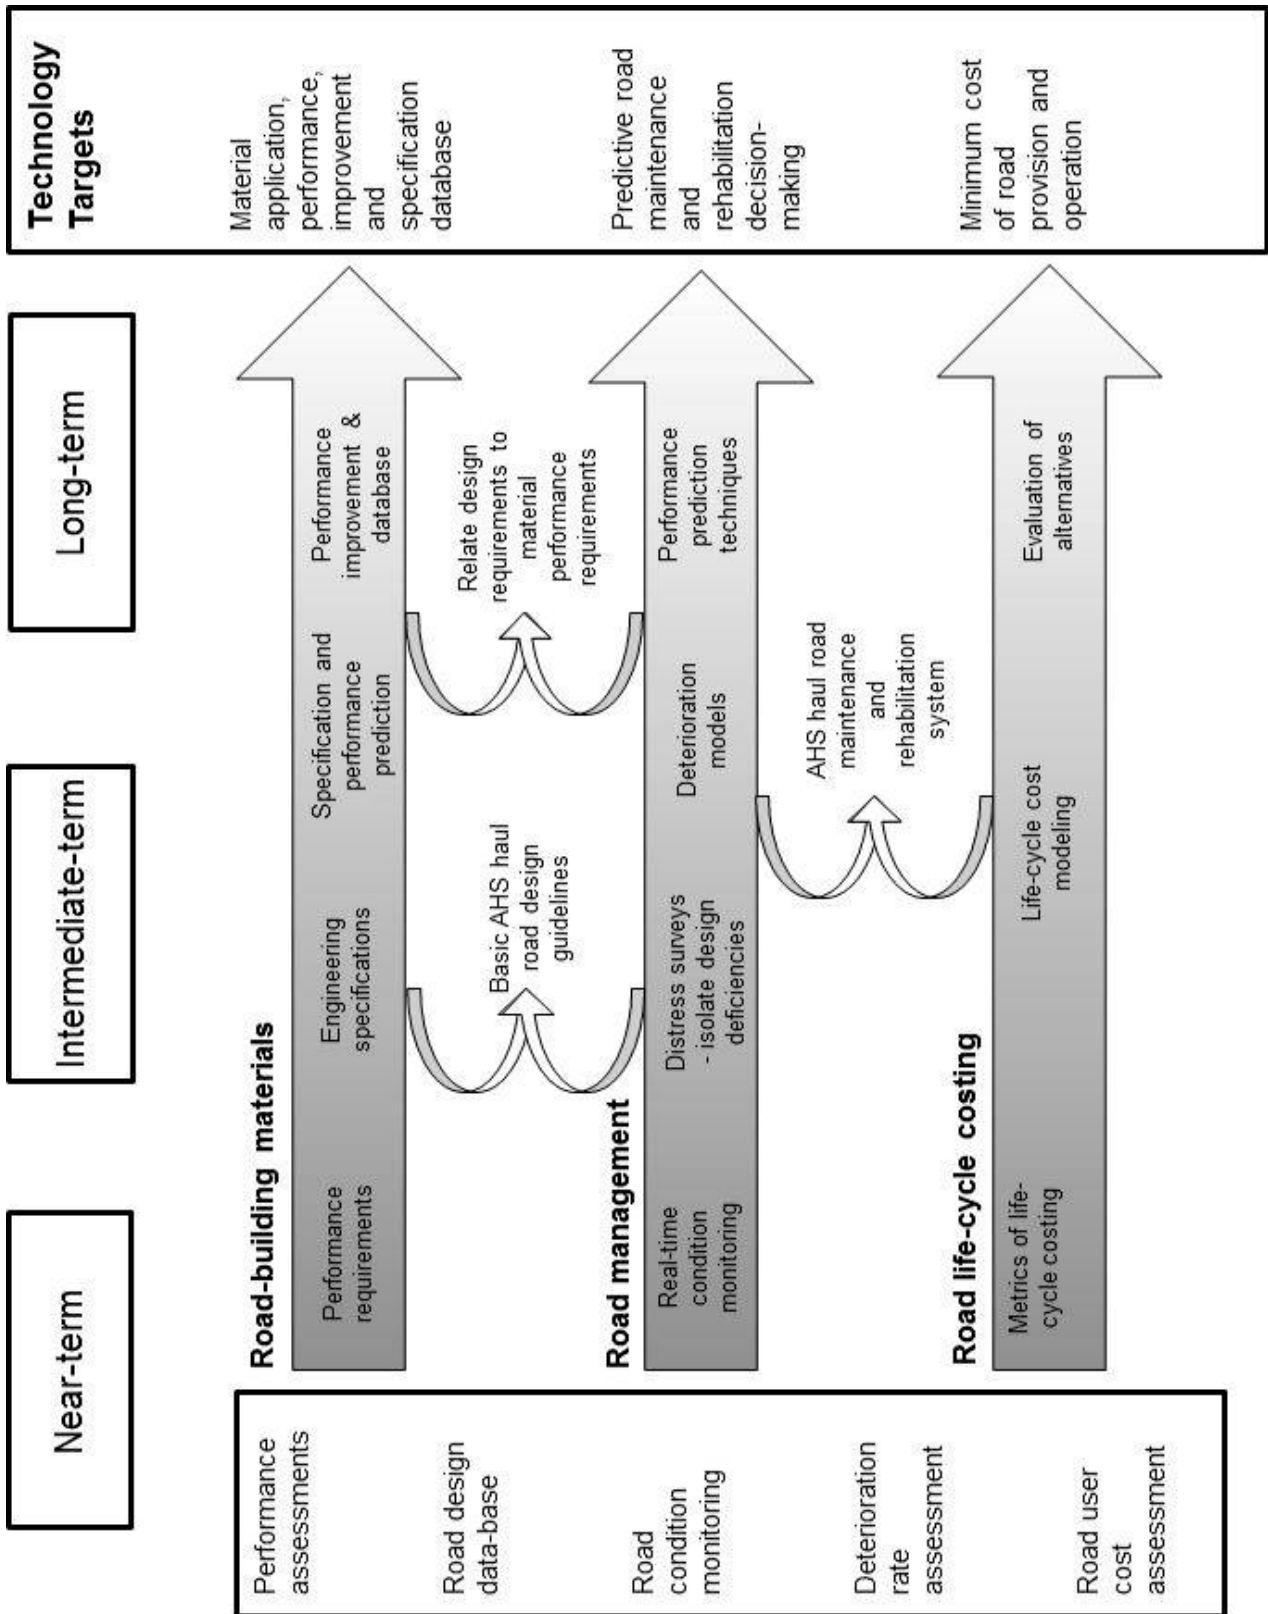 Near-term
Intermediate-term
Long-term
Technology
Targets
Performance
assessments
Road design
data-base
Road
condition
monitoring
Deterioration
rate
assessment
Road user
cost
assessment
Road-building materials
Performance
requirements
Engineering
specifications
Specification and
performance
prediction
Performance
improvement &
database
Material
application,
performance,
improvement
and
specification
database
Basic AHS haul
road design
guidelines
Relate design
requirements to
material
performance
requirements
Road management
Real-time
condition
monitoring
Distress surveys
- isolate design
deficiencies
Deterioration
models
Performance
prediction
techniques
Predictive road
maintenance
and
rehabilitation
decision-
making
AHS haul road
maintenance
and
rehabilitation
system
Road life-cycle costing
Metrics of life-
cycle costing
Life-cycle cost
modeling
Evaluation of
alternatives
Minimum cost
of road
provision and
operation